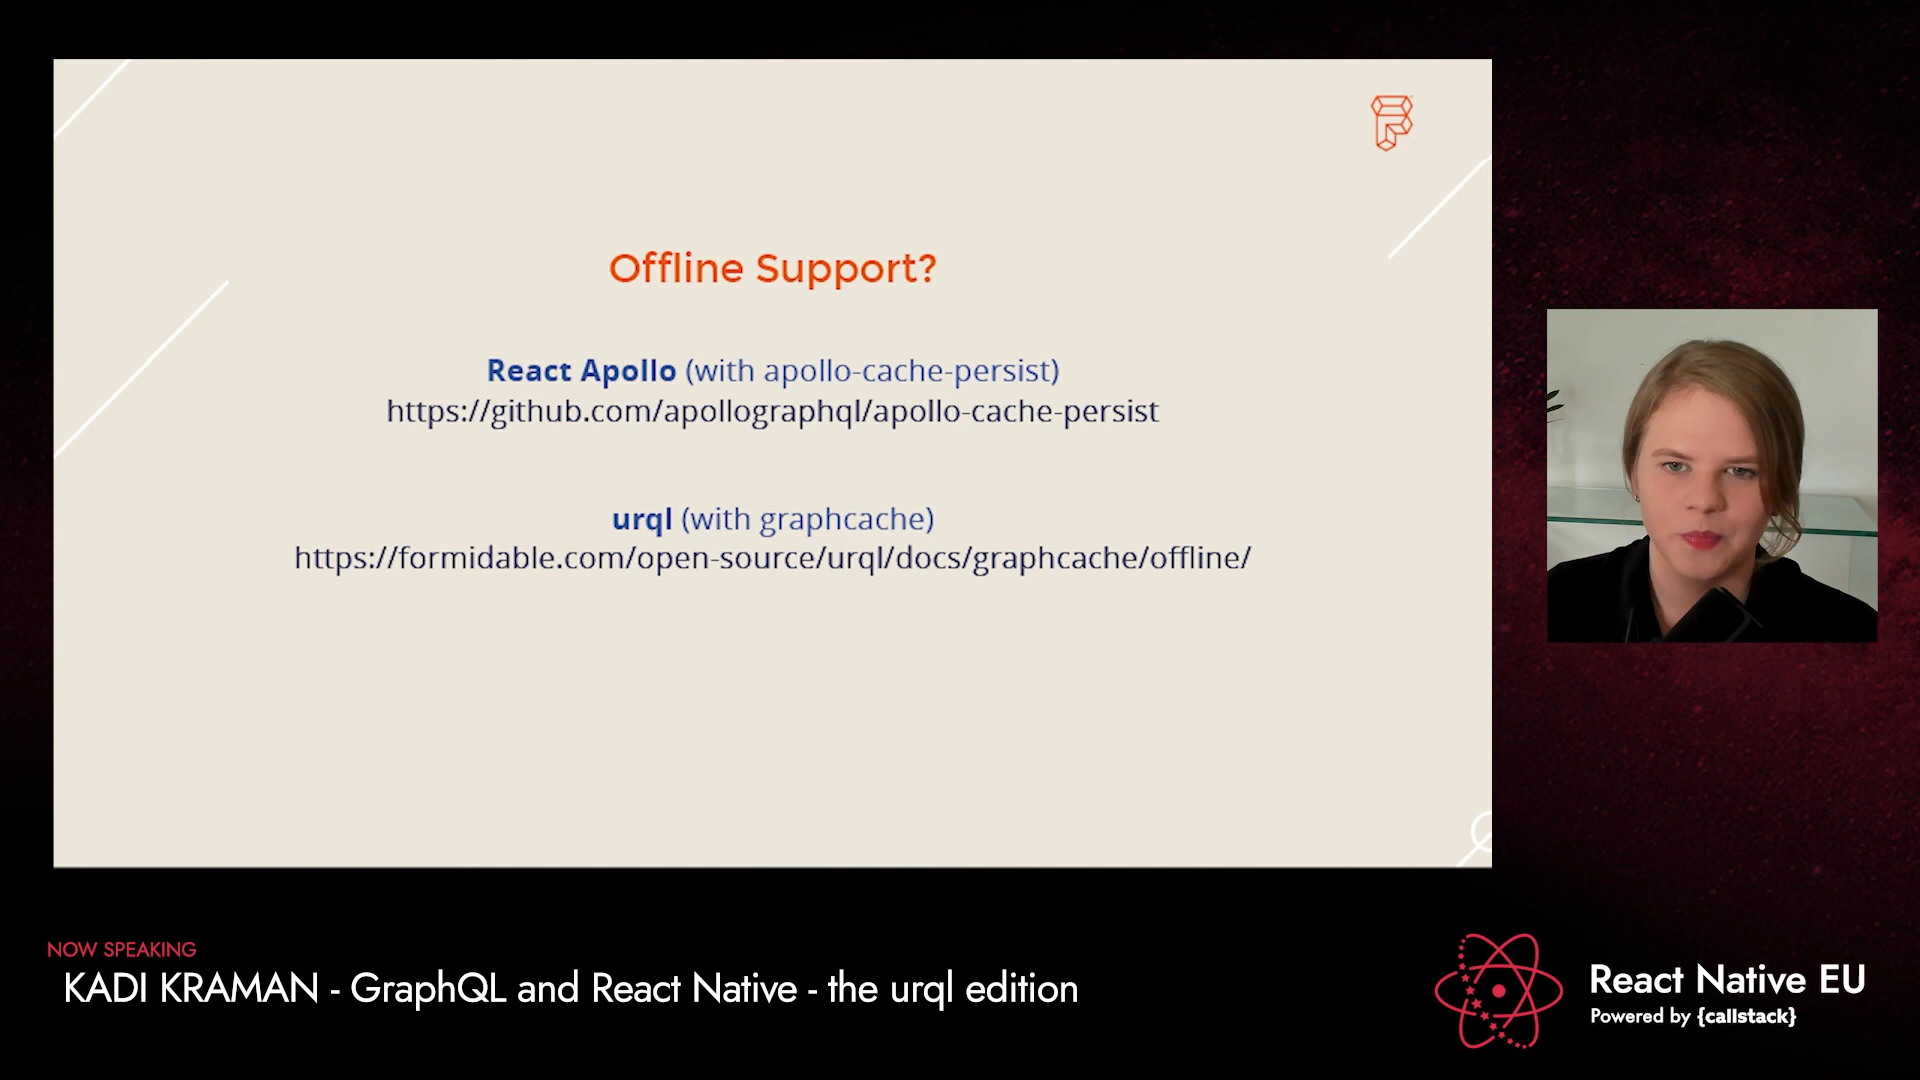 Offline Support?
React Apollo (with apollo-cache-persist)
https://github.com/apollographql/apollo-cache-persist
urql (with graphcache)
https://formidable.com/open-source/urql/docs/graphcache/offline/
NOW SPEAKING
KADI KRAMAN - GraphQL and React Native - the urql edition
React Native EU
Powered by {callstack}